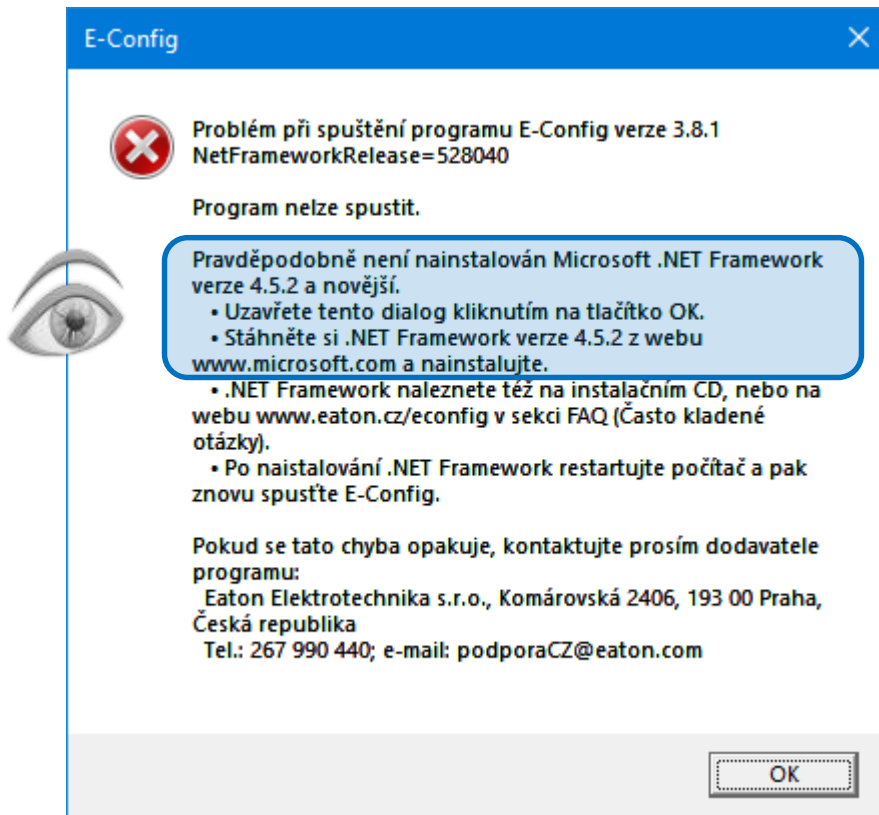 E-Config
Problém při spuštění programu E-Config verze 3.8.1
NetFrameworkRelease=528040
Program nelze spustit.
Pravděpodobně není nainstalován Microsoft .NET Framework
verze 4.5.2 a novější.
• Uzavřete tento dialog kliknutím na tlačítko OK.
• Stáhněte si .NET Framework verze 4.5.2 z webu
www.microsoft.com a nainstalujte.
• .NET Framework naleznete též na instalačním CD, nebo na
webu www.eaton.cz/econfig v sekci FAQ (Často kladené
otázky).
• Po naistalování .NET Framework restartujte počítač a pak
znovu spusťte E-Config.
Pokud se tato chyba opakuje, kontaktujte prosím dodavatele
programu:
Eaton Elektrotechnika s.r.o., Komárovská 2406, 193 00 Praha,
Česká republika
Tel.: 267 990 440; e-mail: podporaCZ@eaton.com
OK